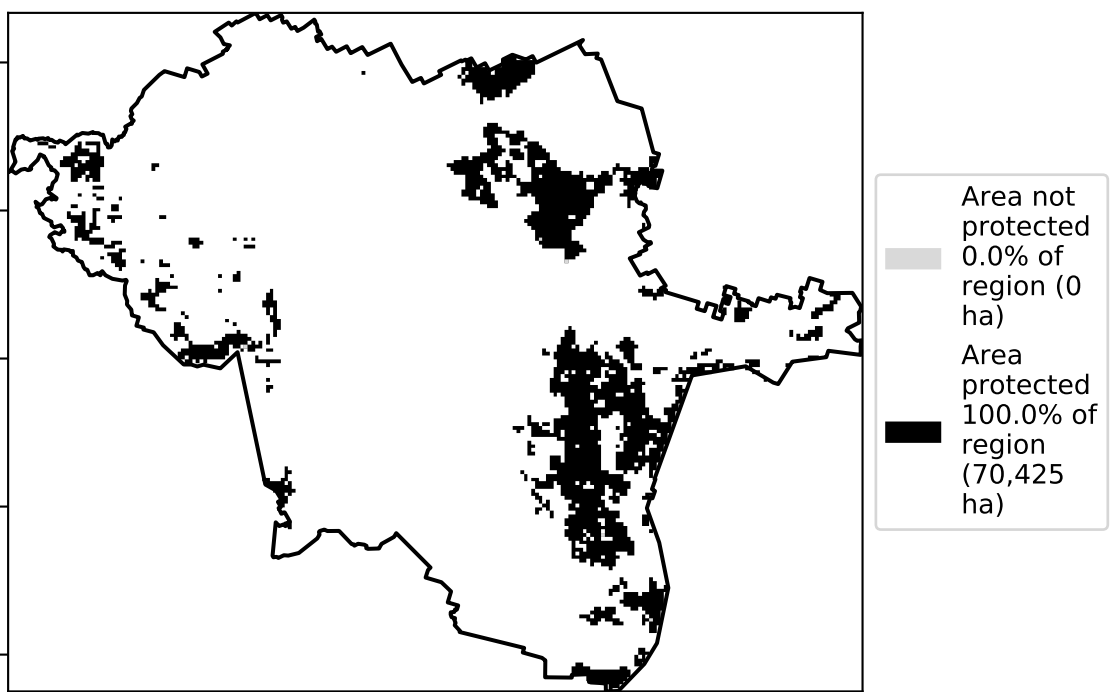 Area not
protected
0.0% of
region (0
ha)
Area
protected
100.0% of
region
(70,425
ha)